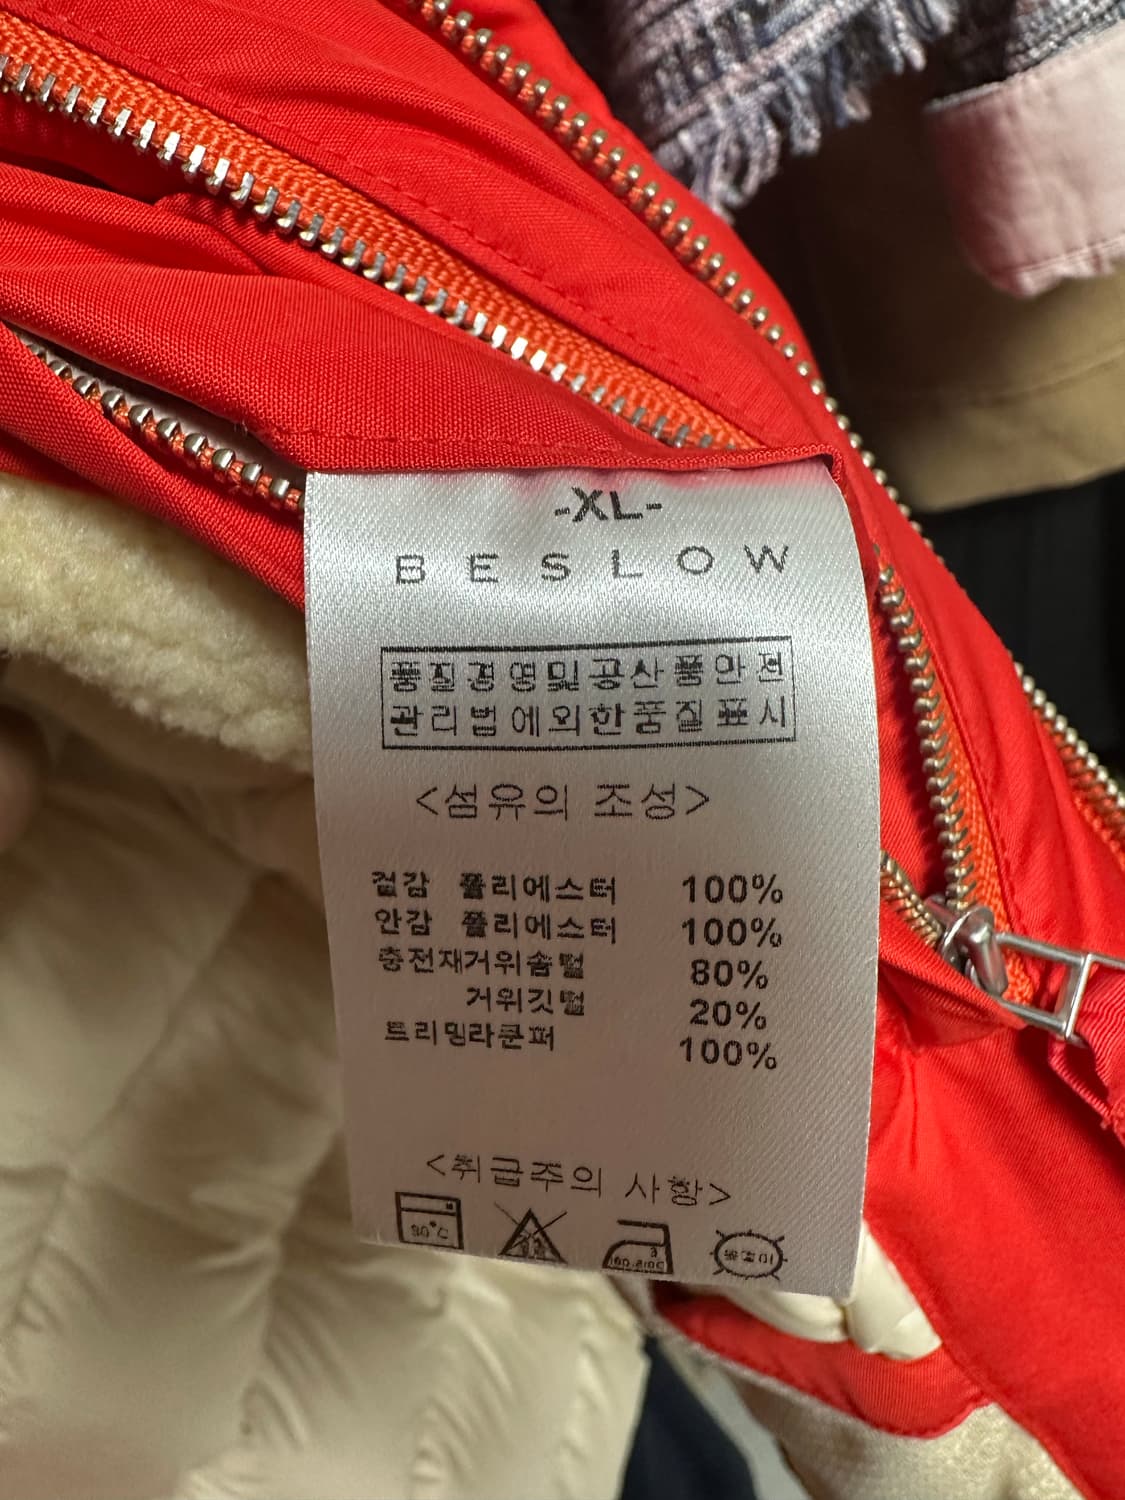 -XL-
BESLOW
품질경영및공산품안전
관리법에의한품질표시
<섬유의 조성>
겉감 폴리에스터 100%
안감 폴리에스터 100%
충전재거위솜털 80%
거위깃털 20%
트리밍라쿤퍼 100%
<취급주의 사항>